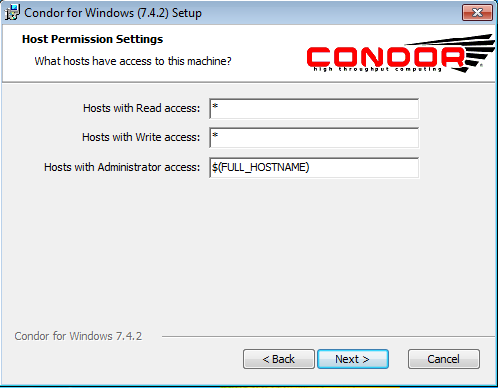 Condor for Windows (7.4.2) Setup
Host Permission Settings
What hosts have access to this machine?
CONDOR
high throughput computing
Hosts with Read access: *
Hosts with Write access: *
Hosts with Administrator access: $(FULL_HOSTNAME)
Condor for Windows 7.4.2
< Back Next > Cancel